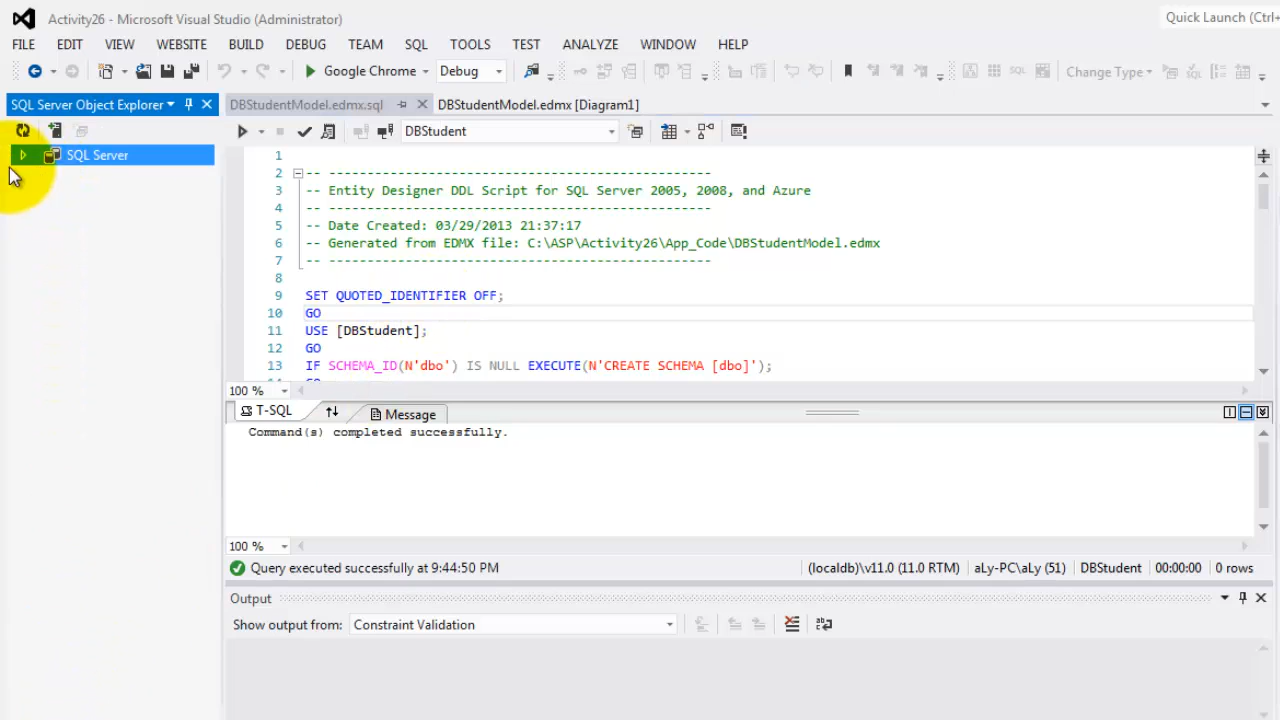 Activity26 - Microsoft Visual Studio (Administrator)
Quick Launch (Ctrl+
FILE EDIT VIEW WEBSITE BUILD DEBUG TEAM SQL TOOLS TEST ANALYZE WINDOW HELP
Google Chrome Debug Change Type
SQL Server Object Explorer DBStudentModel.edmx.sql DBStudentModel.edmx [Diagram1]
DBStudent
SQL Server
1
2 -- --------------------------------------------------
3 -- Entity Designer DDL Script for SQL Server 2005, 2008, and Azure
4 -- --------------------------------------------------
5 -- Date Created: 03/29/2013 21:37:17
6 -- Generated from EDMX file: C:\ASP\Activity26\App_Code\DBStudentModel.edmx
7 -- --------------------------------------------------
8
9 SET QUOTED_IDENTIFIER OFF;
10 GO
11 USE [DBStudent];
12 GO
13 IF SCHEMA_ID(N'dbo') IS NULL EXECUTE(N'CREATE SCHEMA [dbo]');
14 GO
100 %
T-SQL Message
Command(s) completed successfully.
100 %
Query executed successfully at 9:44:50 PM (localdb)\v11.0 (11.0 RTM) aLy-PC\aLy (51) DBStudent 00:00:00 0 rows
Output
Show output from: Constraint Validation